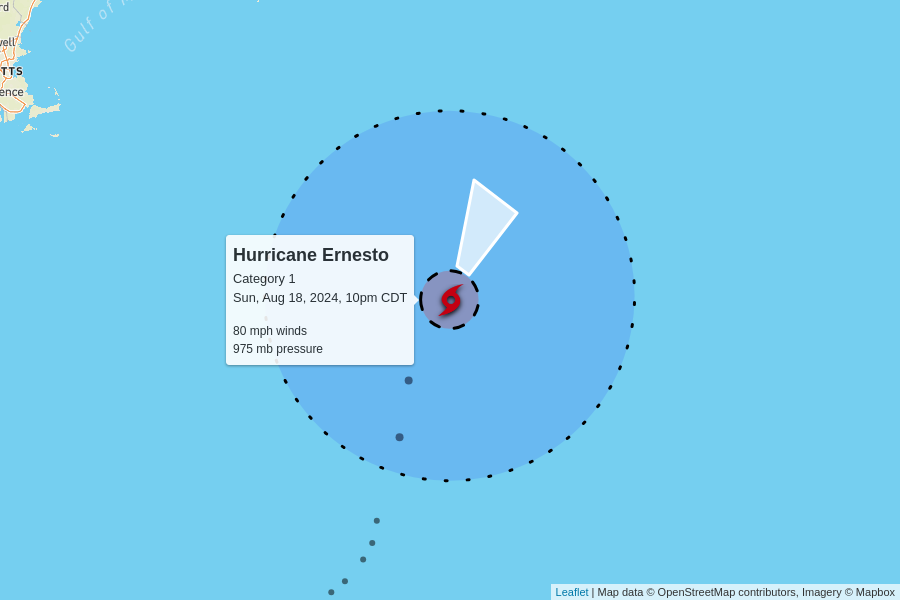 rd
Gulf of
well
TTS
ence
Hurricane Ernesto
Category 1
Sun, Aug 18, 2024, 10pm CDT
80 mph winds
975 mb pressure
Leaflet | Map data © OpenStreetMap contributors, Imagery © Mapbox